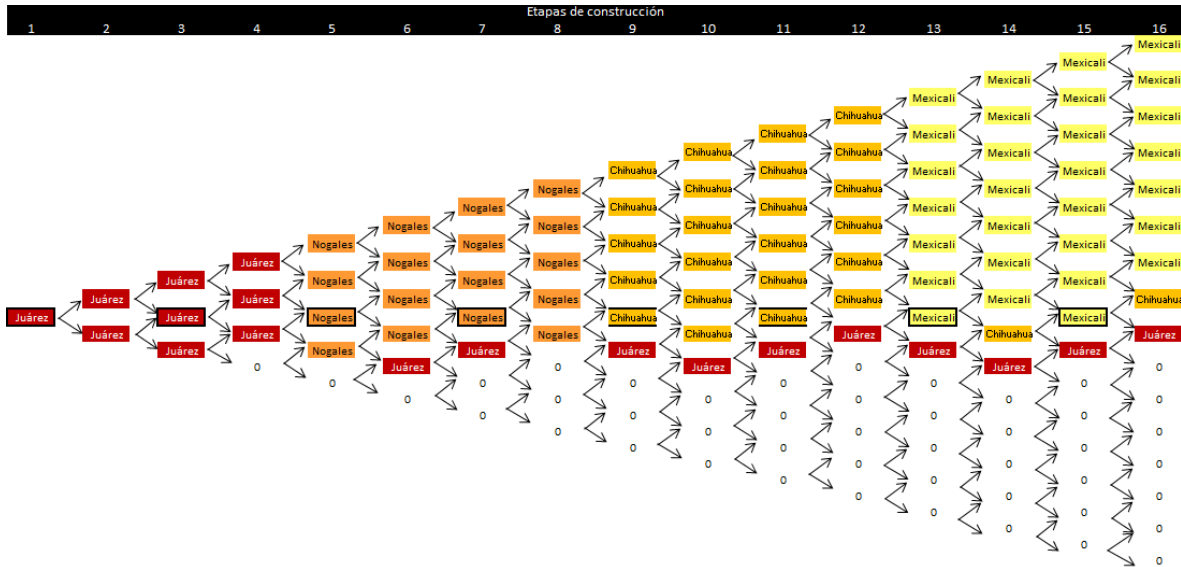 Etapas de construcción
1 2 3 4 5 6 7 8 9 10 11 12 13 14 15 16
Mexicali
Mexicali
Mexicali Mexicali
Mexicali Mexicali
Chihuahua Mexicali Mexicali
Chihuahua Mexicali Mexicali
Chihuahua Chihuahua Mexicali Mexicali
Chihuahua Chihuahua Mexicali Mexicali
Nogales Chihuahua Chihuahua Mexicali Mexicali
Nogales Chihuahua Chihuahua Mexicali Mexicali
Nogales Nogales Chihuahua Chihuahua Mexicali Mexicali
Nogales Nogales Chihuahua Chihuahua Mexicali Mexicali
Juárez Nogales Nogales Chihuahua Chihuahua Mexicali Mexicali
Juárez Nogales Nogales Chihuahua Chihuahua Mexicali Mexicali
Juárez Juárez Nogales Nogales Chihuahua Chihuahua Mexicali Chihuahua
Juárez Juárez Nogales Nogales Chihuahua Chihuahua Mexicali Mexicali
Juárez Juárez Nogales Nogales Chihuahua Juárez Chihuahua Juárez
Juárez Nogales Juárez Juárez Juárez Juárez Juárez
0 Juárez 0 Juárez 0 Juárez 0
0 0 0 0 0 0
0 0 0 0 0 0
0 0 0 0 0
0 0 0 0 0
0 0 0 0
0 0 0 0
0 0 0
0 0 0
0 0
0 0
0
0